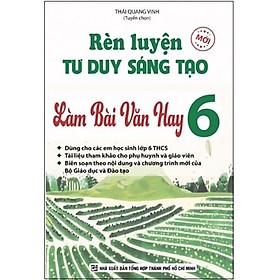 THÁI QUANG VINH
(Tuyển chọn)
Rèn luyện
MỚI
TƯ DUY SÁNG TẠO
Làm Bài Văn Hay 6
Dùng cho các em học sinh lớp 6 THCS
Tài liệu tham khảo cho phụ huynh và giáo viên
Biên soạn theo nội dung và chương trình mới của
Bộ Giáo dục và Đào tạo
NHÀ XUẤT BẢN TỔNG HỢP THÀNH PHỐ HỒ CHÍ MINH